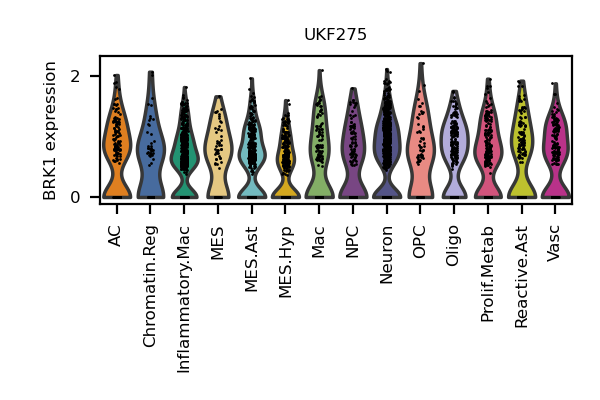 UKF275
BRK1 expression
2
0
AC
Chromatin.Reg
Inflammatory.Mac
MES
MES.Ast
MES.Hyp
Mac
NPC
Neuron
OPC
Oligo
Prolif.Metab
Reactive.Ast
Vasc